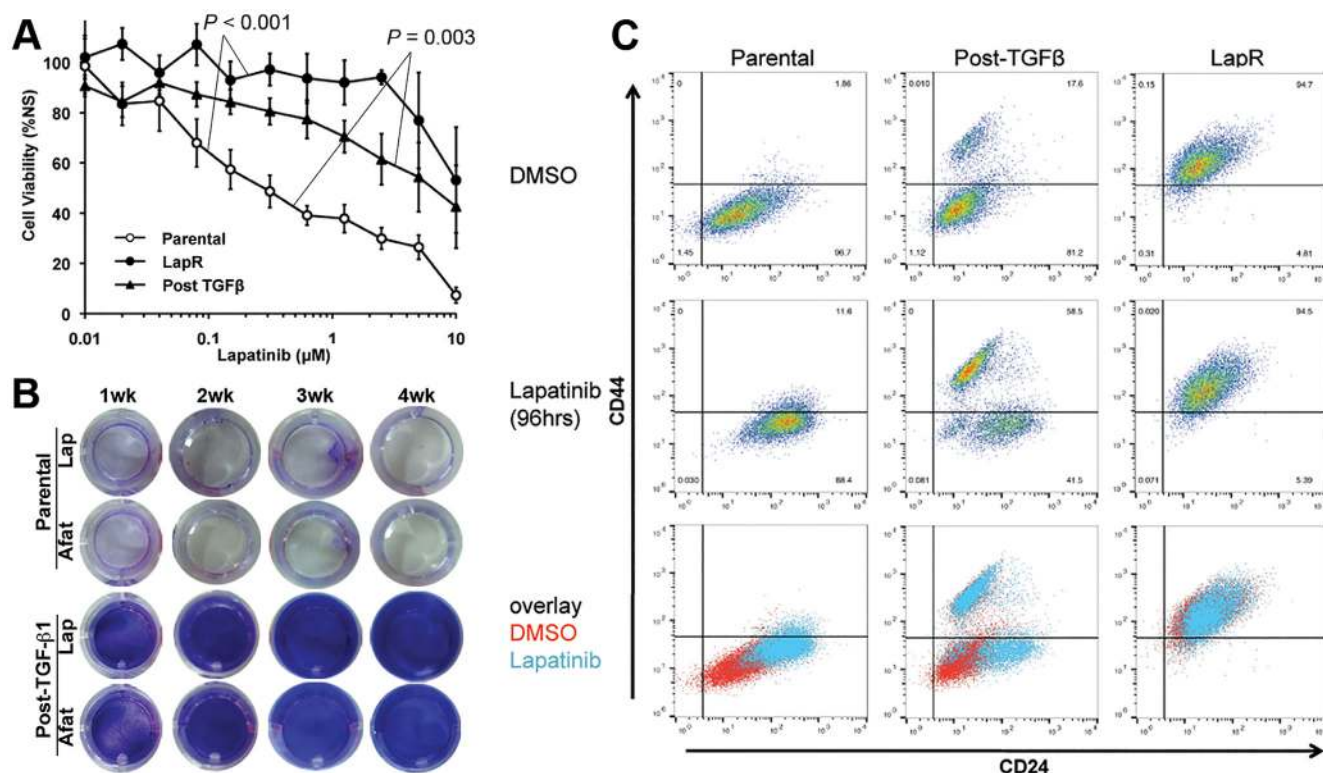 A
P < 0.001
P = 0.003
Cell Viability (%NS)
100
80
60
40
20
0
Parental
LapR
Post TGFβ
0.01
0.1
1
10
Lapatinib (µM)
B
1wk
2wk
3wk
4wk
Parental
Lap
Afat
Post-TGF-β1
Lap
Afat
C
Parental
Post-TGFβ
LapR
DMSO
0
1.86
1.45
96.7
0.010
17.6
1.12
81.2
0.15
94.7
0.31
4.81
Lapatinib
(96hrs)
0
11.6
0.030
88.4
0
58.5
0.081
41.5
0.020
94.5
0.071
5.39
overlay
DMSO
Lapatinib
CD44
CD24